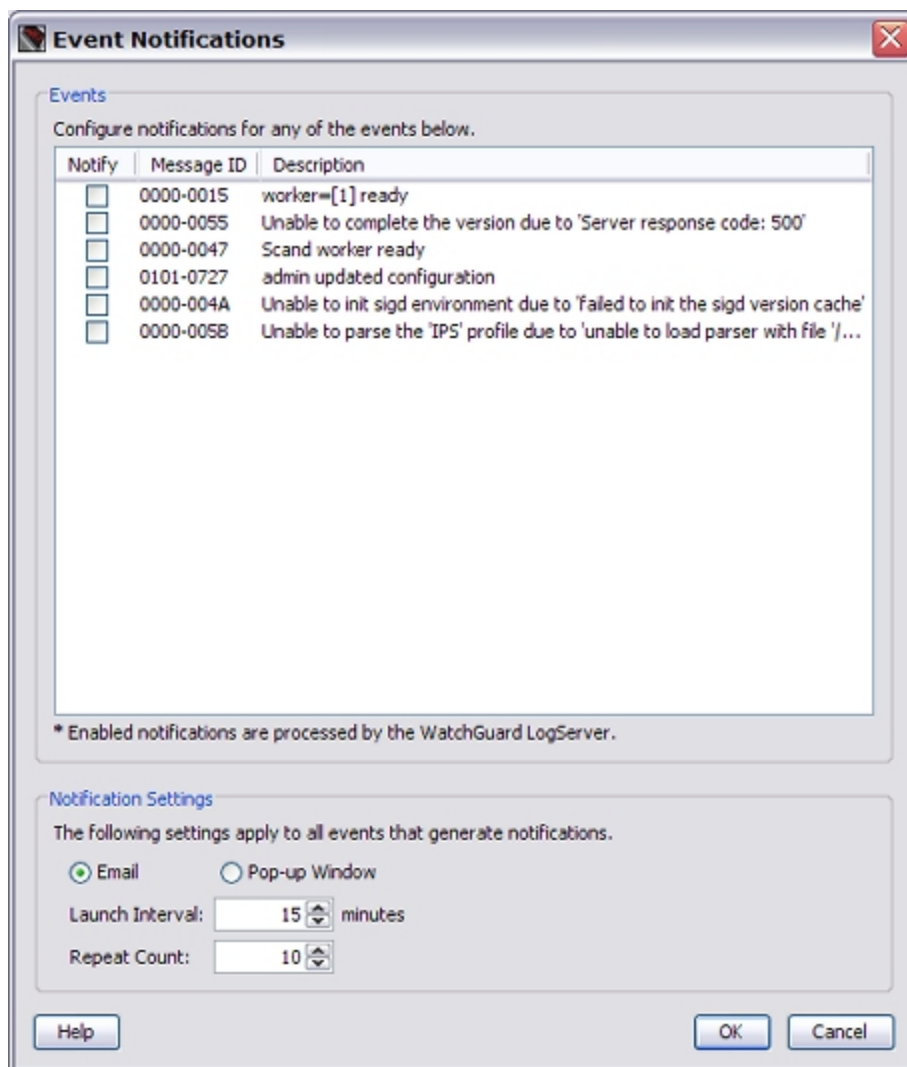 Event Notifications
Events
Configure notifications for any of the events below.
Notify Message ID Description
0000-0015 worker=[1] ready
0000-0055 Unable to complete the version due to 'Server response code: 500'
0000-0047 Scand worker ready
0101-0727 admin updated configuration
0000-004A Unable to init sigd environment due to 'failed to init the sigd version cache'
0000-005B Unable to parse the 'IPS' profile due to 'unable to load parser with file '/...
* Enabled notifications are processed by the WatchGuard LogServer.
Notification Settings
The following settings apply to all events that generate notifications.
Email Pop-up Window
Launch Interval: 15 minutes
Repeat Count: 10
Help OK Cancel